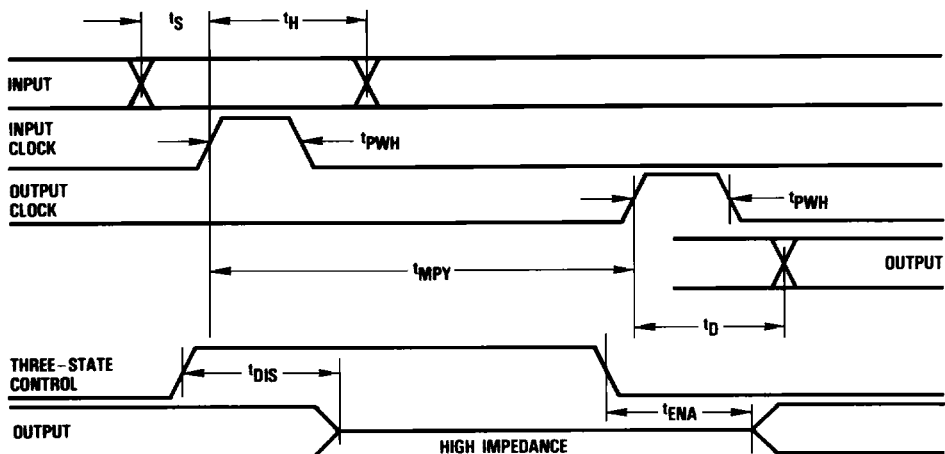 tS
tH
INPUT
INPUT
CLOCK
tPWH
OUTPUT
CLOCK
tPWH
tMPY
OUTPUT
tD
THREE-STATE
CONTROL
tDIS
tENA
OUTPUT
HIGH IMPEDANCE